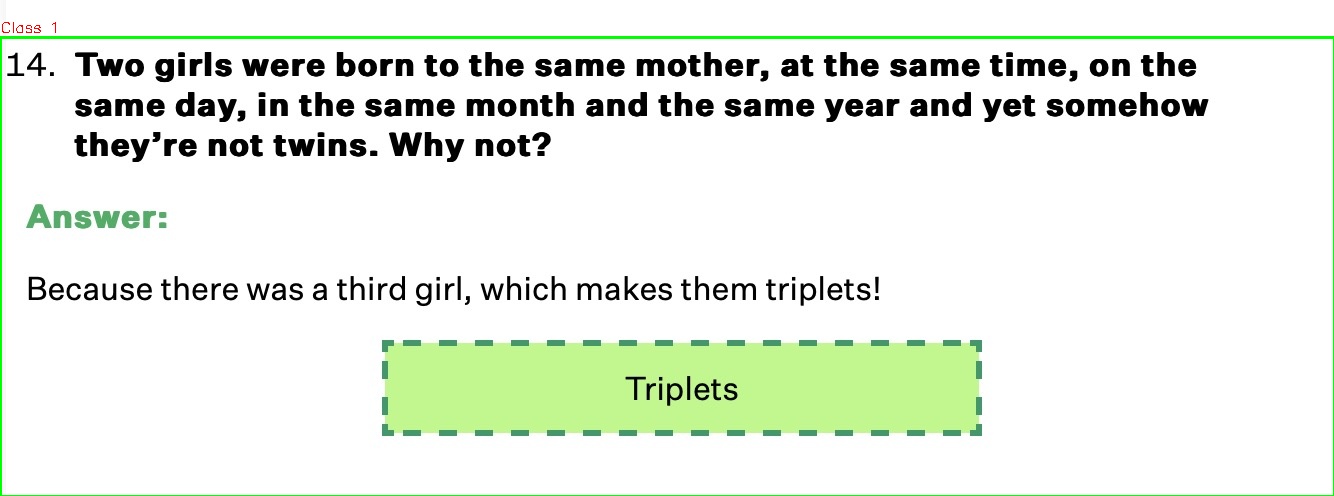 Class 1
14. Two girls were born to the same mother, at the same time, on the
same day, in the same month and the same year and yet somehow
they’re not twins. Why not?
Answer:
Because there was a third girl, which makes them triplets!
Triplets